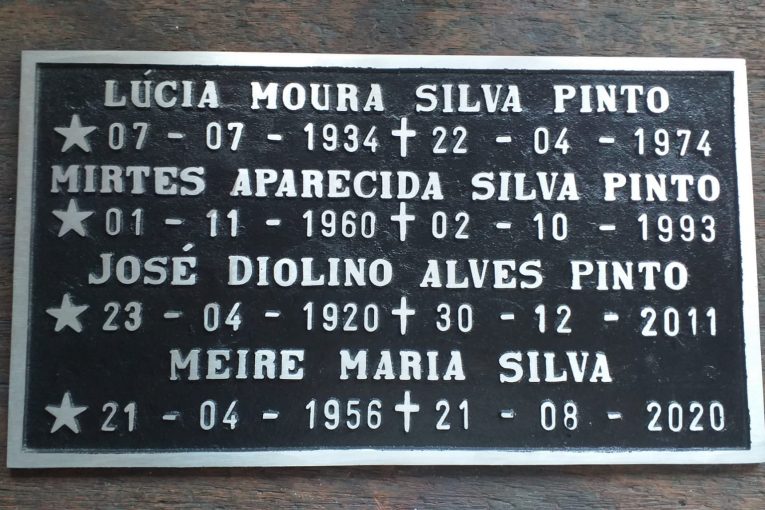 LÚCIA MOURA SILVA PINTO
★ 07 - 07 - 1934 ✝ 22 - 04 - 1974
MIRTES APARECIDA SILVA PINTO
★ 01 - 11 - 1960 ✝ 02 - 10 - 1993
JOSÉ DIOLINO ALVES PINTO
★ 23 - 04 - 1920 ✝ 30 - 12 - 2011
MEIRE MARIA SILVA
★ 21 - 04 - 1956 ✝ 21 - 08 - 2020